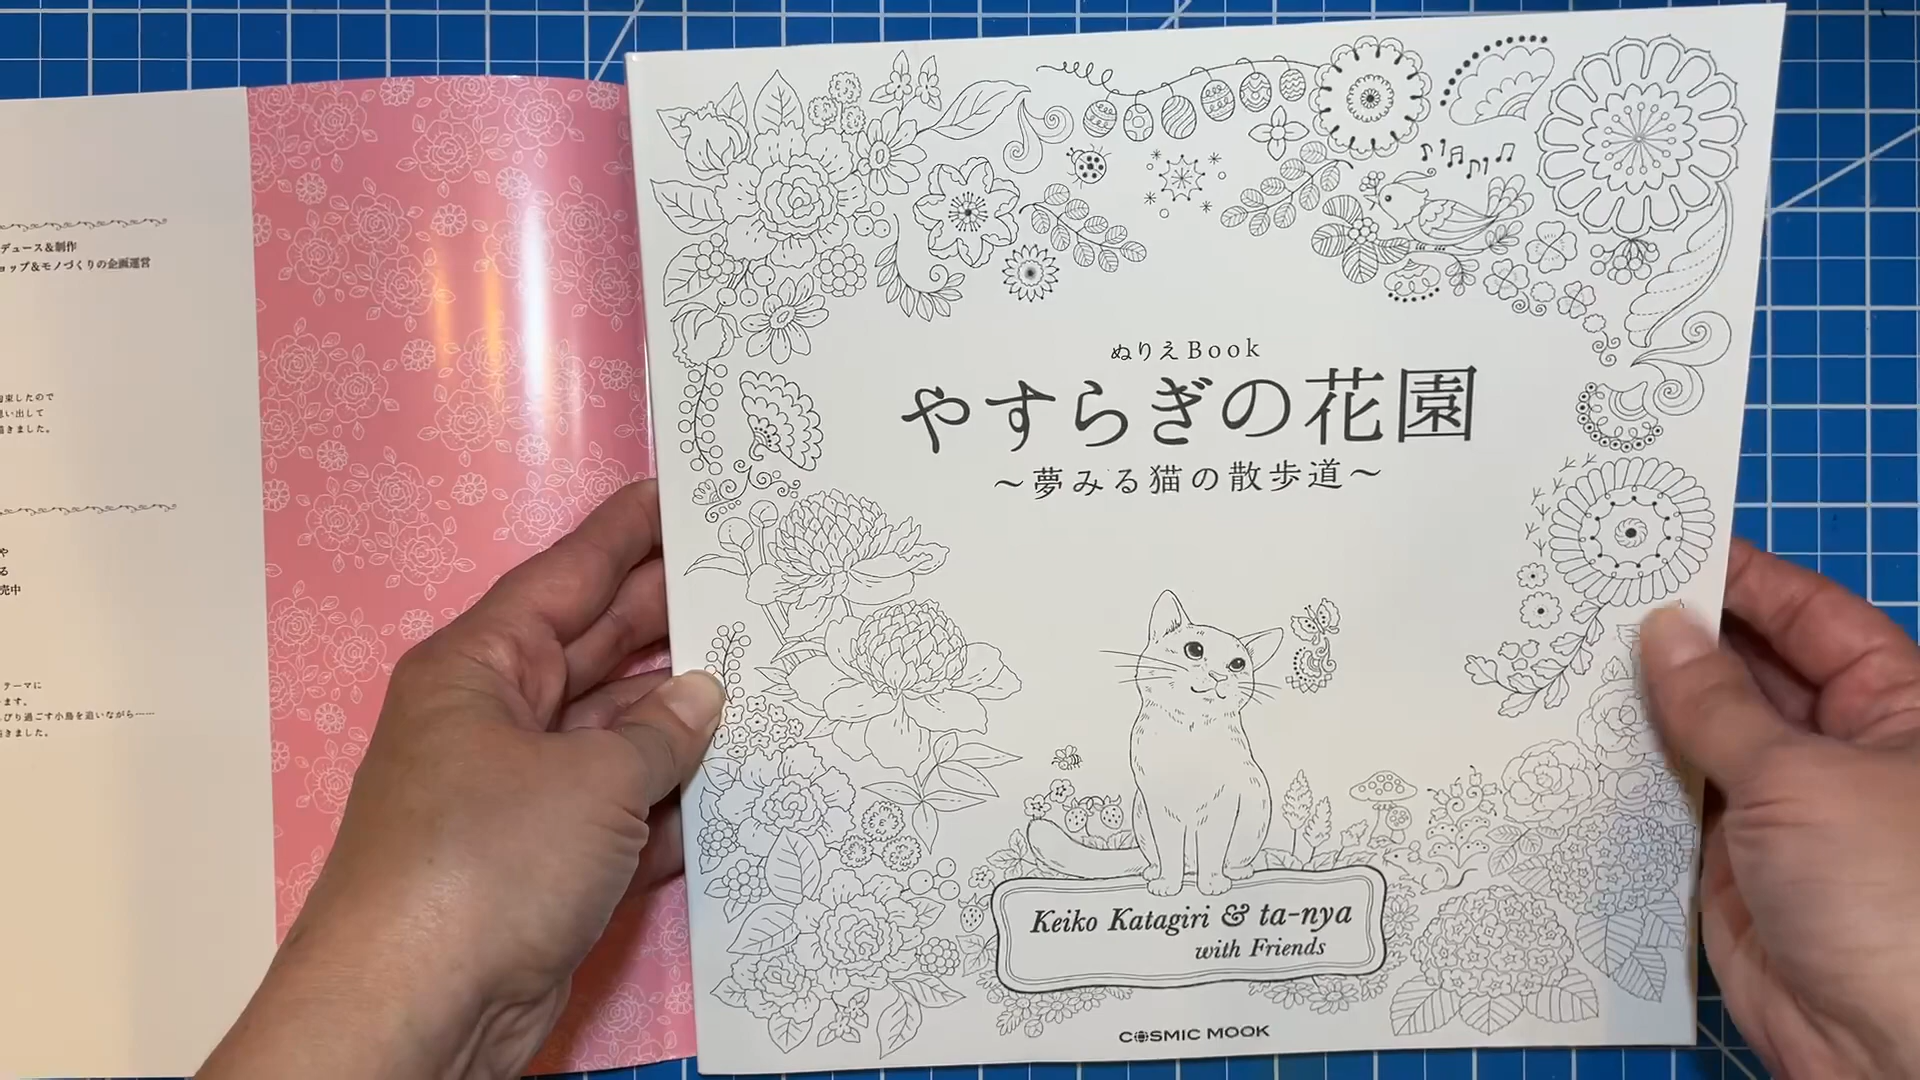 デュース&制作
ョップ&モノづくりの企画運営
束したので
思い出して
描きました。
や
る
売中
テーマに
ます。
びり過ごす小鳥を追いながら……
描きました。
ぬりえBook
やすらぎの花園
～夢みる猫の散歩道～
Keiko Katagiri & ta-nya
with Friends
COSMIC MOOK